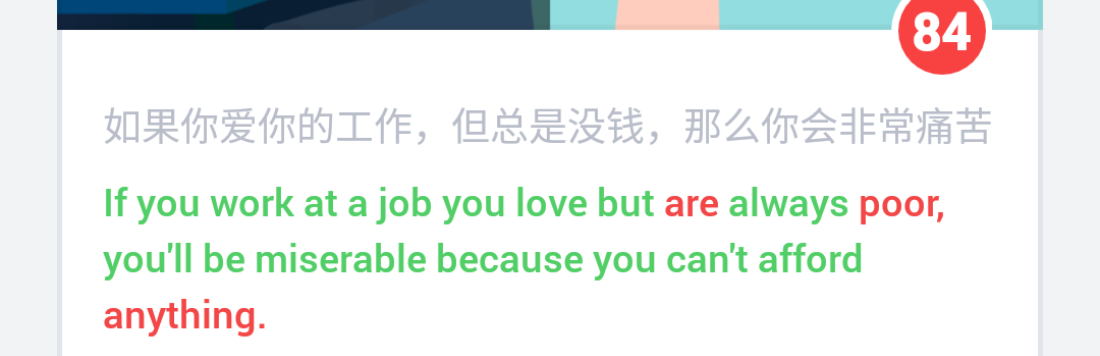 84
如果你爱你的工作，但总是没钱，那么你会非常痛苦
If you work at a job you love but are always poor,
you'll be miserable because you can't afford
anything.